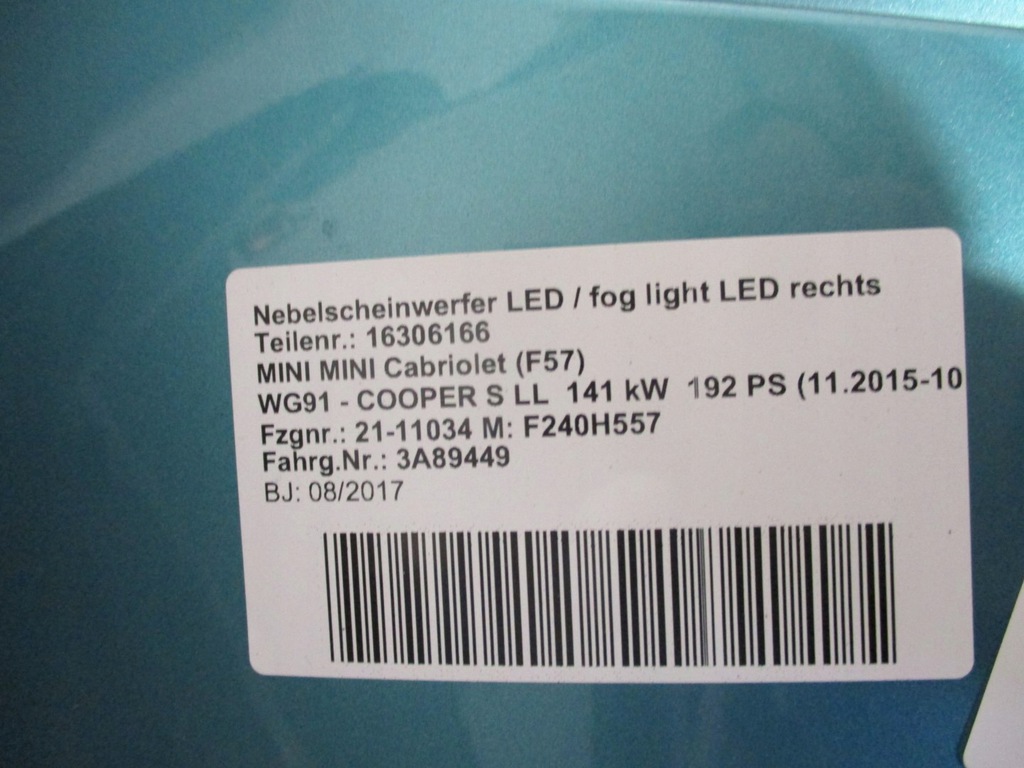 Nebelscheinwerfer LED / fog light LED rechts
Teilenr.: 16306166
MINI MINI Cabriolet (F57)
WG91 - COOPER S LL 141 kW 192 PS (11.2015-10
Fzgnr.: 21-11034 M: F240H557
Fahrg.Nr.: 3A89449
BJ: 08/2017